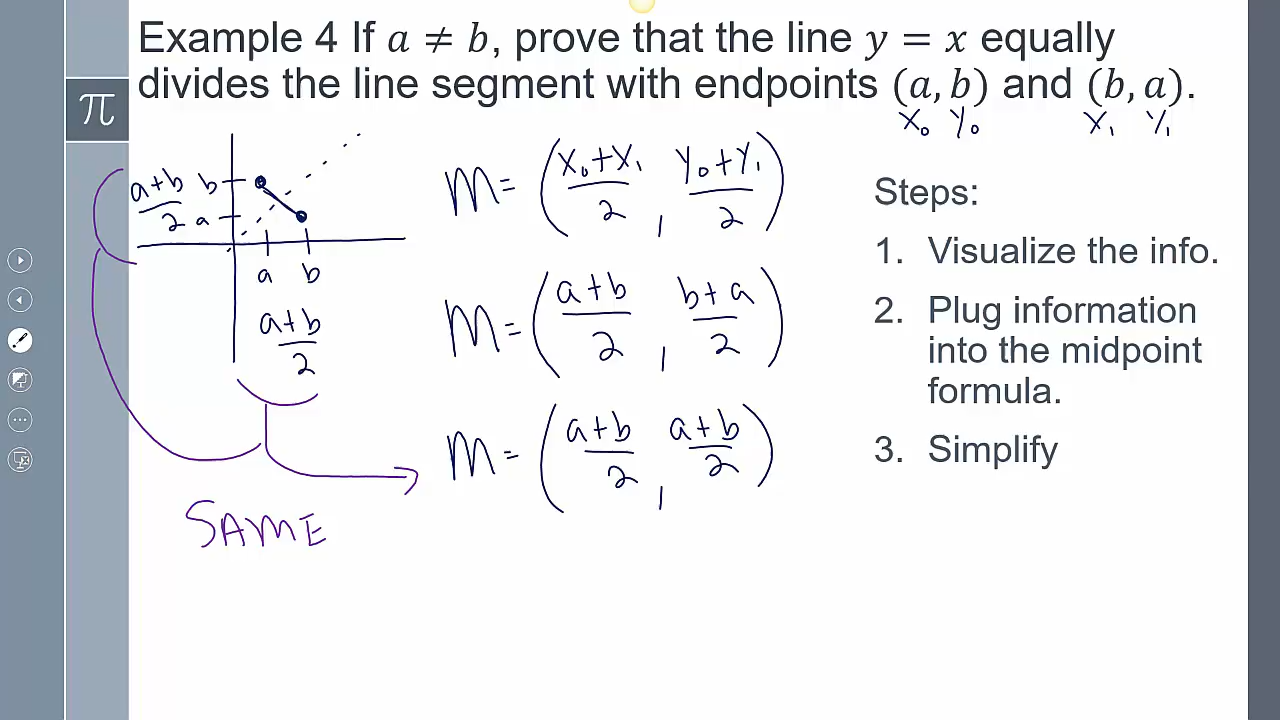 Example 4 If a ≠ b, prove that the line y = x equally
divides the line segment with endpoints (a, b) and (b, a).
x₀ y₀ x₁ y₁
π
a+b/2 b
a
a b
a+b/2
SAME
M = (x₀+x₁/2, y₀+y₁/2)
M = (a+b/2, b+a/2)
M = (a+b/2, a+b/2)
Steps:
1. Visualize the info.
2. Plug information
into the midpoint
formula.
3. Simplify